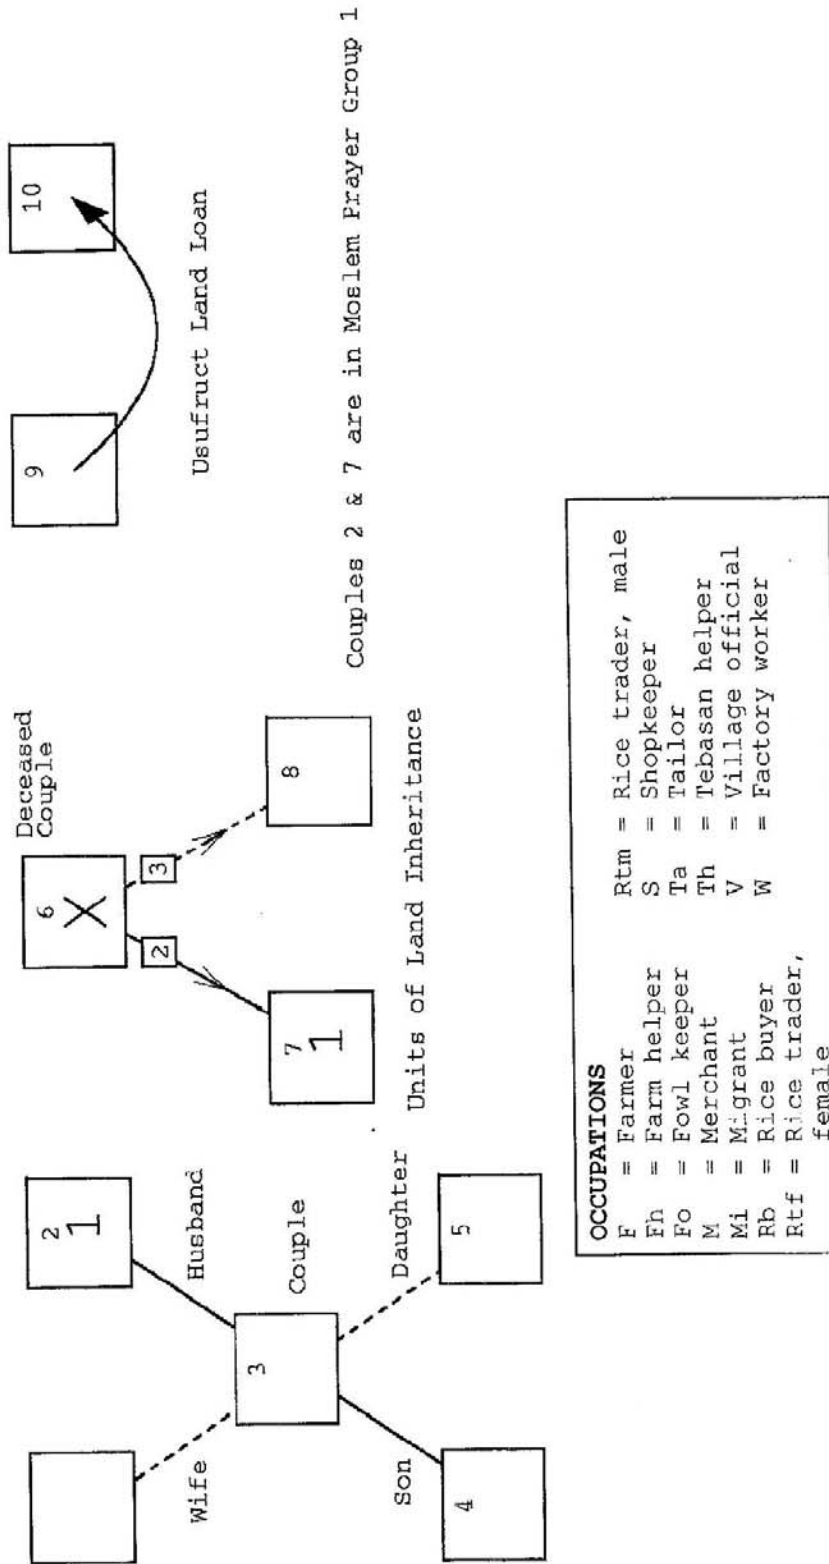 2
1
Wife
Husband
3
Couple
Son
Daughter
4
5
Deceased
Couple
6
X
2
3
7
1
8
Units of Land Inheritance
9
10
Usufruct Land Loan
Couples 2 & 7 are in Moslem Prayer Group 1
OCCUPATIONS
F = Farmer
Fh = Farm helper
Fo = Fowl keeper
M = Merchant
Mi = Migrant
Rb = Rice buyer
Rtf = Rice trader,
female
Rtm = Rice trader, male
S = Shopkeeper
Ta = Tailor
Th = Tebasan helper
V = Village official
W = Factory worker